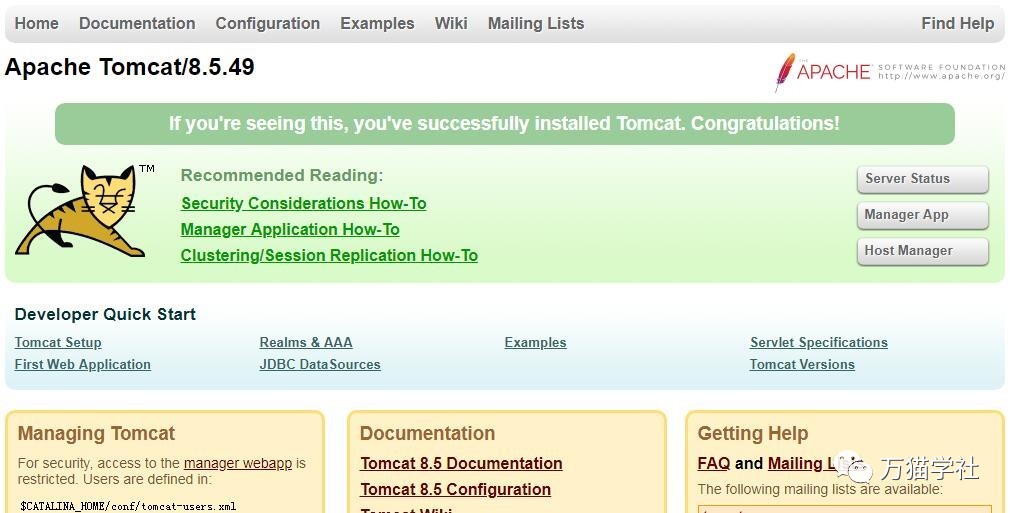 Home Documentation Configuration Examples Wiki Mailing Lists Find Help
Apache Tomcat/8.5.49
THE
APACHE
SOFTWARE FOUNDATION
http://www.apache.org/
If you're seeing this, you've successfully installed Tomcat. Congratulations!
TM
Recommended Reading:
Security Considerations How-To
Manager Application How-To
Clustering/Session Replication How-To
Server Status
Manager App
Host Manager
Developer Quick Start
Tomcat Setup
First Web Application
Realms & AAA
JDBC DataSources
Examples
Servlet Specifications
Tomcat Versions
Managing Tomcat
For security, access to the manager webapp is
restricted. Users are defined in:
$CATALINA_HOME/conf/tomcat-users.xml
Documentation
Tomcat 8.5 Documentation
Tomcat 8.5 Configuration
Tomcat Wiki
Getting Help
FAQ and Mailing
The following mailing lists are available:
万猫学社